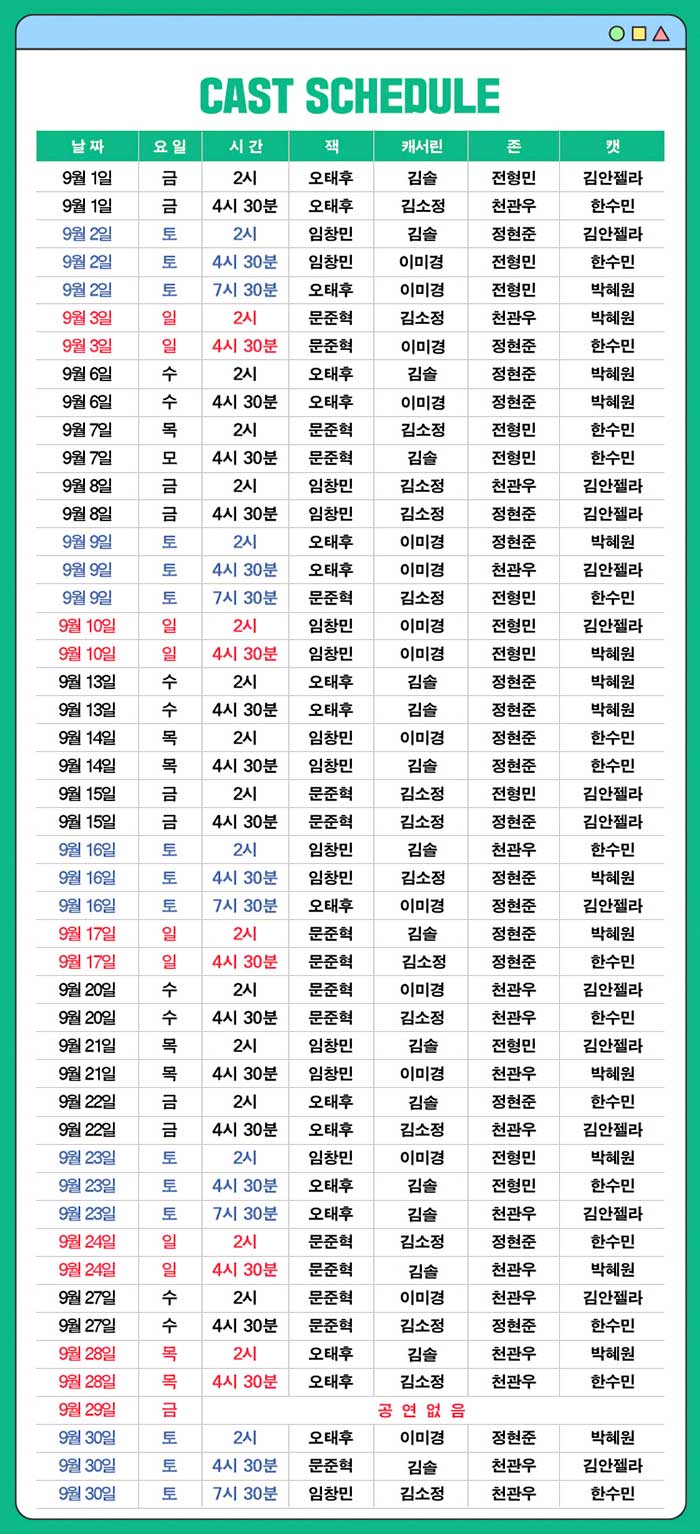 CAST SCHEDULE
날 짜 요 일 시 간 잭 캐서린 존 캣
9월 1일 금 2시 오태후 김솔 전형민 김안젤라
9월 1일 금 4시 30분 오태후 김소정 천관우 한수민
9월 2일 토 2시 임창민 김솔 정현준 김안젤라
9월 2일 토 4시 30분 임창민 이미경 전형민 한수민
9월 2일 토 7시 30분 오태후 이미경 전형민 박혜원
9월 3일 일 2시 문준혁 김소정 천관우 박혜원
9월 3일 일 4시 30분 문준혁 이미경 정현준 한수민
9월 6일 수 2시 오태후 김솔 정현준 박혜원
9월 6일 수 4시 30분 오태후 이미경 정현준 박혜원
9월 7일 목 2시 문준혁 김소정 전형민 한수민
9월 7일 모 4시 30분 문준혁 김솔 전형민 한수민
9월 8일 금 2시 임창민 김소정 천관우 김안젤라
9월 8일 금 4시 30분 임창민 김소정 정현준 김안젤라
9월 9일 토 2시 오태후 이미경 정현준 박혜원
9월 9일 토 4시 30분 오태후 이미경 천관우 김안젤라
9월 9일 토 7시 30분 문준혁 김소정 전형민 한수민
9월 10일 일 2시 임창민 이미경 전형민 김안젤라
9월 10일 일 4시 30분 임창민 이미경 전형민 박혜원
9월 13일 수 2시 오태후 김솔 정현준 박혜원
9월 13일 수 4시 30분 오태후 김솔 정현준 박혜원
9월 14일 목 2시 임창민 이미경 정현준 한수민
9월 14일 목 4시 30분 임창민 김솔 정현준 한수민
9월 15일 금 2시 문준혁 김소정 전형민 김안젤라
9월 15일 금 4시 30분 문준혁 김소정 정현준 김안젤라
9월 16일 토 2시 임창민 김솔 천관우 한수민
9월 16일 토 4시 30분 임창민 김소정 정현준 박혜원
9월 16일 토 7시 30분 오태후 이미경 정현준 김안젤라
9월 17일 일 2시 문준혁 김솔 정현준 박혜원
9월 17일 일 4시 30분 문준혁 김소정 정현준 한수민
9월 20일 수 2시 문준혁 이미경 천관우 김안젤라
9월 20일 수 4시 30분 문준혁 김소정 천관우 한수민
9월 21일 목 2시 임창민 김솔 전형민 김안젤라
9월 21일 목 4시 30분 임창민 이미경 천관우 박혜원
9월 22일 금 2시 오태후 김솔 정현준 한수민
9월 22일 금 4시 30분 오태후 김소정 천관우 김안젤라
9월 23일 토 2시 임창민 이미경 전형민 박혜원
9월 23일 토 4시 30분 오태후 김솔 전형민 한수민
9월 23일 토 7시 30분 오태후 김솔 천관우 김안젤라
9월 24일 일 2시 문준혁 김소정 정현준 한수민
9월 24일 일 4시 30분 문준혁 김솔 천관우 박혜원
9월 27일 수 2시 문준혁 이미경 천관우 김안젤라
9월 27일 수 4시 30분 문준혁 김소정 정현준 한수민
9월 28일 목 2시 오태후 김솔 천관우 박혜원
9월 28일 목 4시 30분 오태후 김소정 천관우 한수민
9월 29일 금 공 연 없 음
9월 30일 토 2시 오태후 이미경 정현준 박혜원
9월 30일 토 4시 30분 문준혁 김솔 천관우 김안젤라
9월 30일 토 7시 30분 임창민 김소정 천관우 한수민